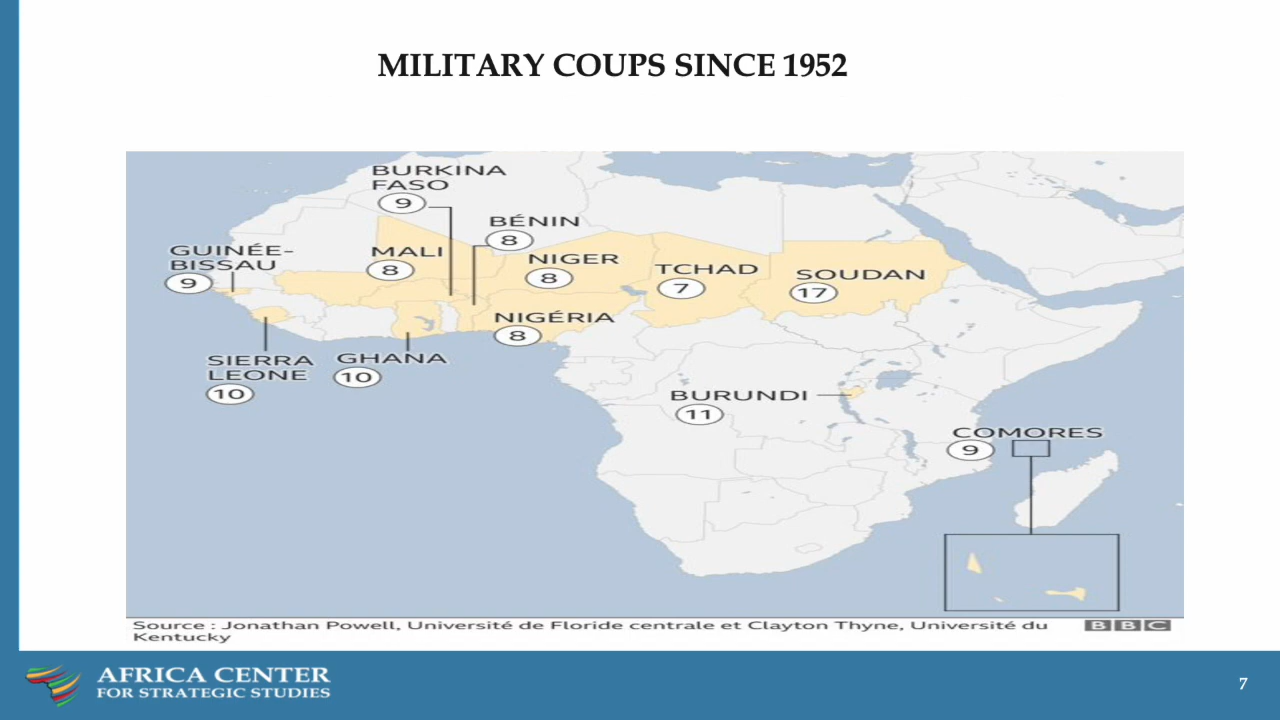 MILITARY COUPS SINCE 1952
BURKINA
FASO
9
BÉNIN
8
GUINÉE-
BISSAU
9
MALI
8
NIGER
8
TCHAD
7
SOUDAN
17
NIGÉRIA
8
SIERRA
LEONE
10
GHANA
10
BURUNDI
11
COMORES
9
Source : Jonathan Powell, Université de Floride centrale et Clayton Thyne, Université du
Kentucky
BBC
AFRICA CENTER
FOR STRATEGIC STUDIES
7